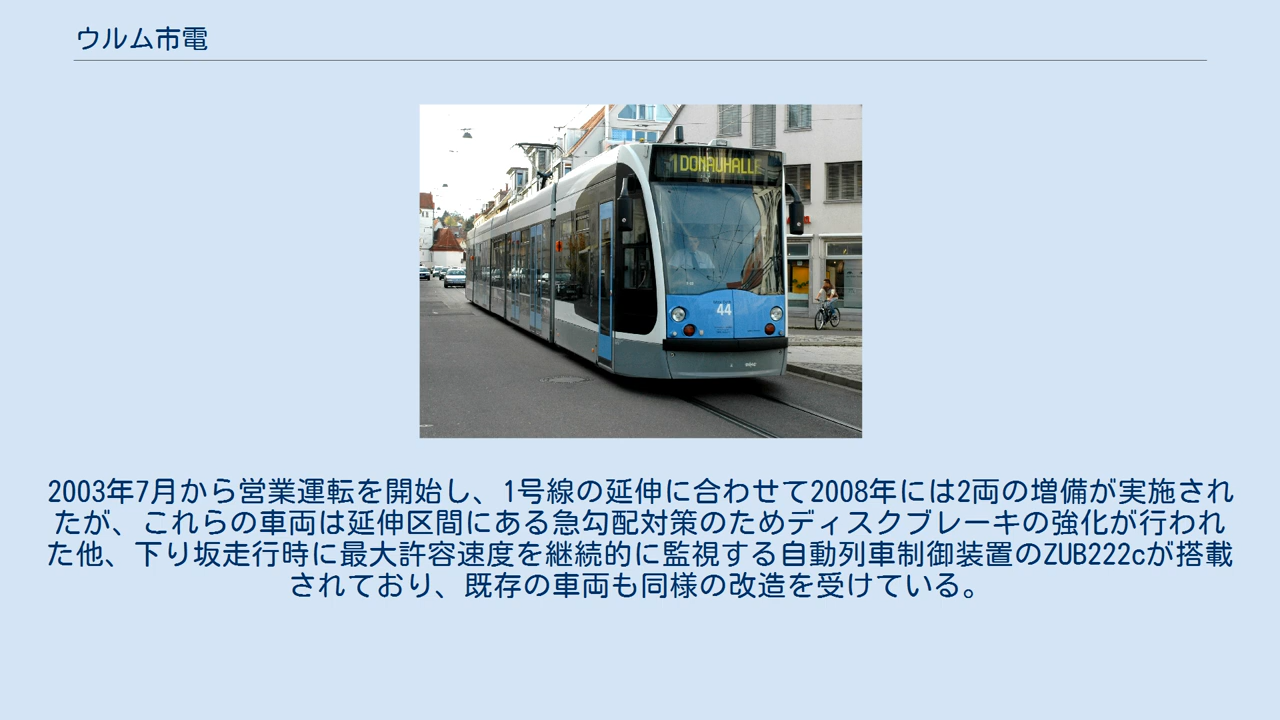 ウルム市電
1 DONAUHALLE
44
2003年7月から営業運転を開始し、1号線の延伸に合わせて2008年には2両の増備が実施され
たが、これらの車両は延伸区間にある急勾配対策のためディスクブレーキの強化が行われ
た他、下り坂走行時に最大許容速度を継続的に監視する自動列車制御装置のZUB222cが搭載
されており、既存の車両も同様の改造を受けている。